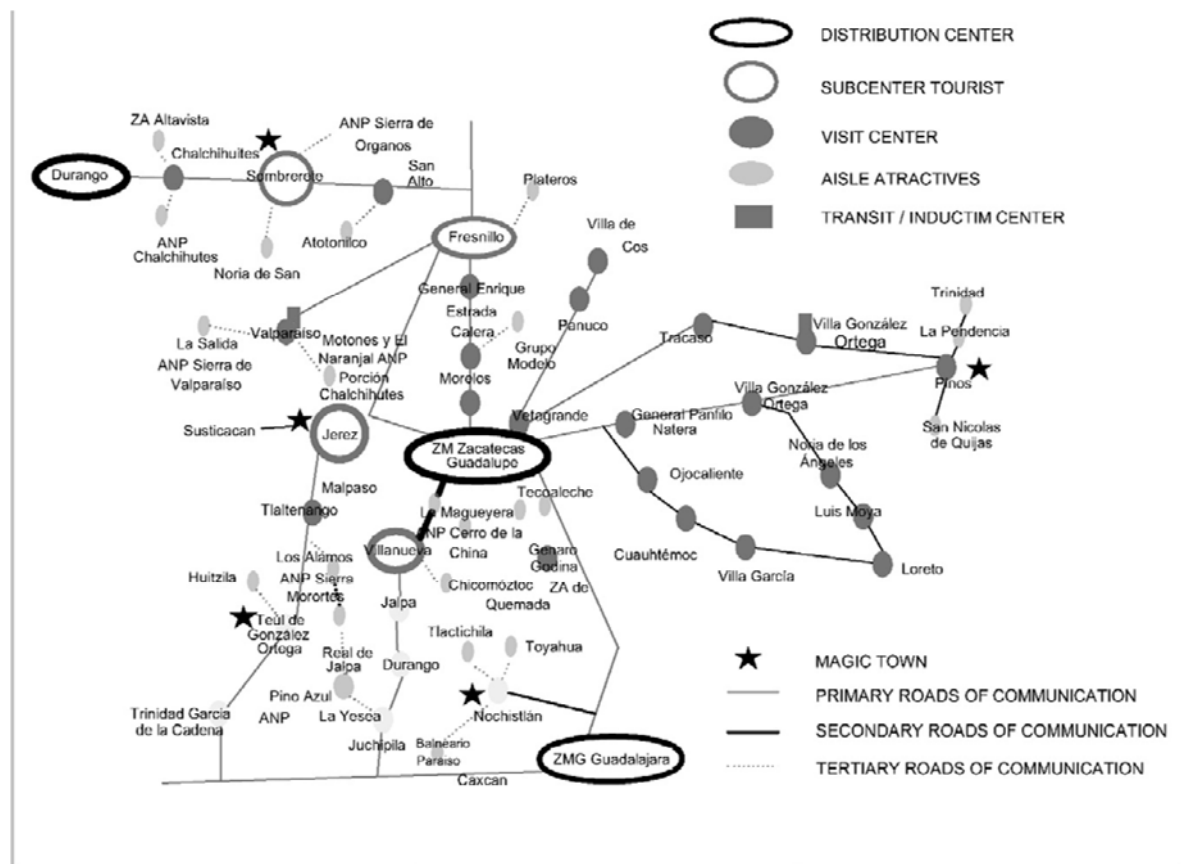 DISTRIBUTION CENTER
SUBCENTER TOURIST
VISIT CENTER
AISLE ATRACTIVES
TRANSIT / INDUCTIM CENTER
ZA Altavista
ANP Sierra de
Organos
Chalchihuites
Durango
Sombrerote
San
Alto
Plateros
ANP
Chalchihutes
Noria de San
Atotonilco
Fresnillo
Villa de
Cos
General Enrique
Estrada
Calera
Panuco
Grupo
Modelo
Morelos
La Salida
ANP Sierra de
Valparaíso
Valparaíso
Motones y El
Naranjal ANP
Porción
Chalchihutes
Tracaso
Villa González
Ortega
Trinidad
La Pendencia
Pinos
Villa González
Ortega
San Nicolas
de Quijas
Susticacan
Jerez
Vetagrande
General Panfilo
Natera
Noria de los
Ángeles
ZM Zacatecas
Guadalupe
Ojocaliente
Luis Moya
Cuauhtémoc
Villa García
Loreto
Malpaso
Tlaltenango
Tecoaleche
La Magueyera
ANP Cerro de la
China
Villanueva
Genaro
Godina
Los Alamos
ANP Sierra
Morortes
Huitzila
Chicomóztoc
ZA de
Quemada
Jalpa
Teúl de
González
Ortega
Tlactichila
Toyahua
Real de
Jalpa
Durango
Pino Azul
ANP
La Yesca
Nochistlán
Trinidad García
de la Cadena
Juchipila
Balneario
Paraiso
Caxcan
ZMG Guadalajara
MAGIC TOWN
PRIMARY ROADS OF COMMUNICATION
SECONDARY ROADS OF COMMUNICATION
TERTIARY ROADS OF COMMUNICATION